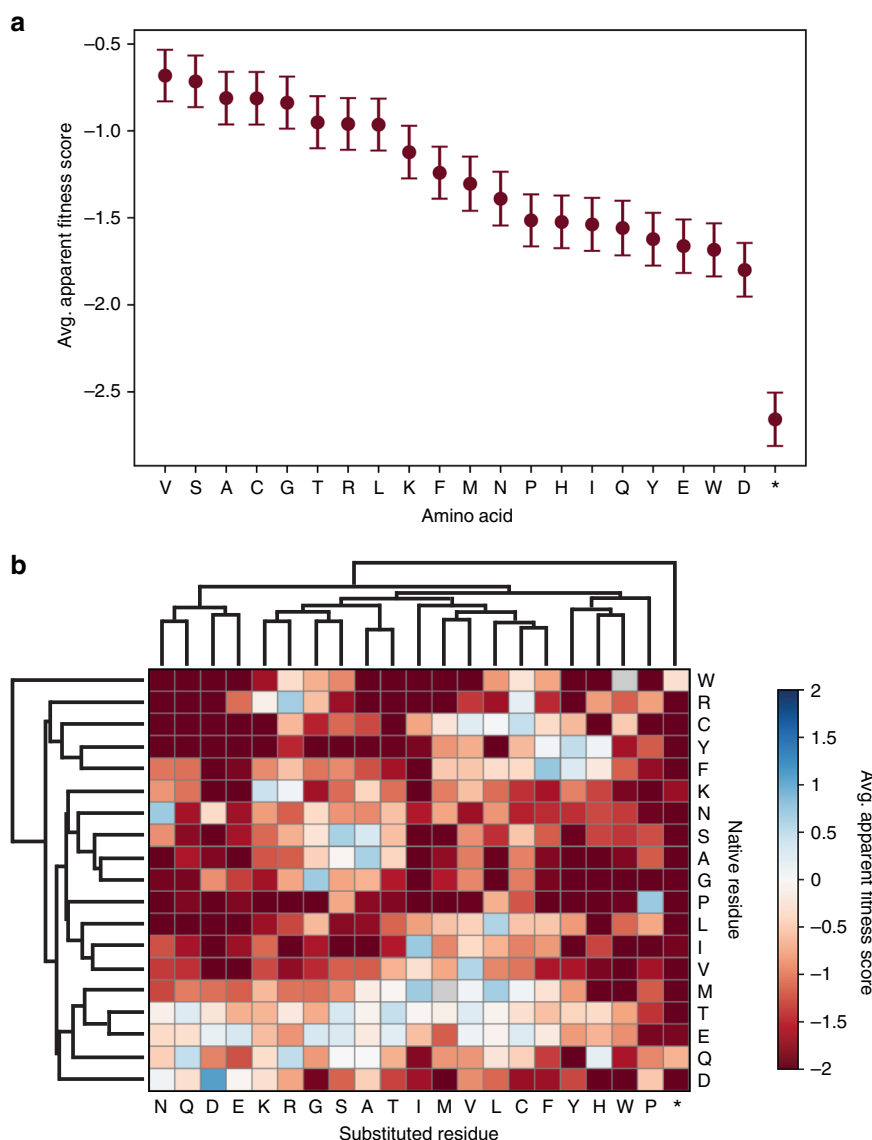 a
−0.5
−1.0
−1.5
−2.0
−2.5
Avg. apparent fitness score
V S A C G T R L K F M N P H I Q Y E W D *
Amino acid
b
W
R
C
Y
F
K
N
S
A
G
P
L
I
V
M
T
E
Q
D
Native residue
N Q D E K R G S A T I M V L C F Y H W P *
Substituted residue
2
1.5
1
0.5
0
−0.5
−1
−1.5
−2
Avg. apparent fitness score